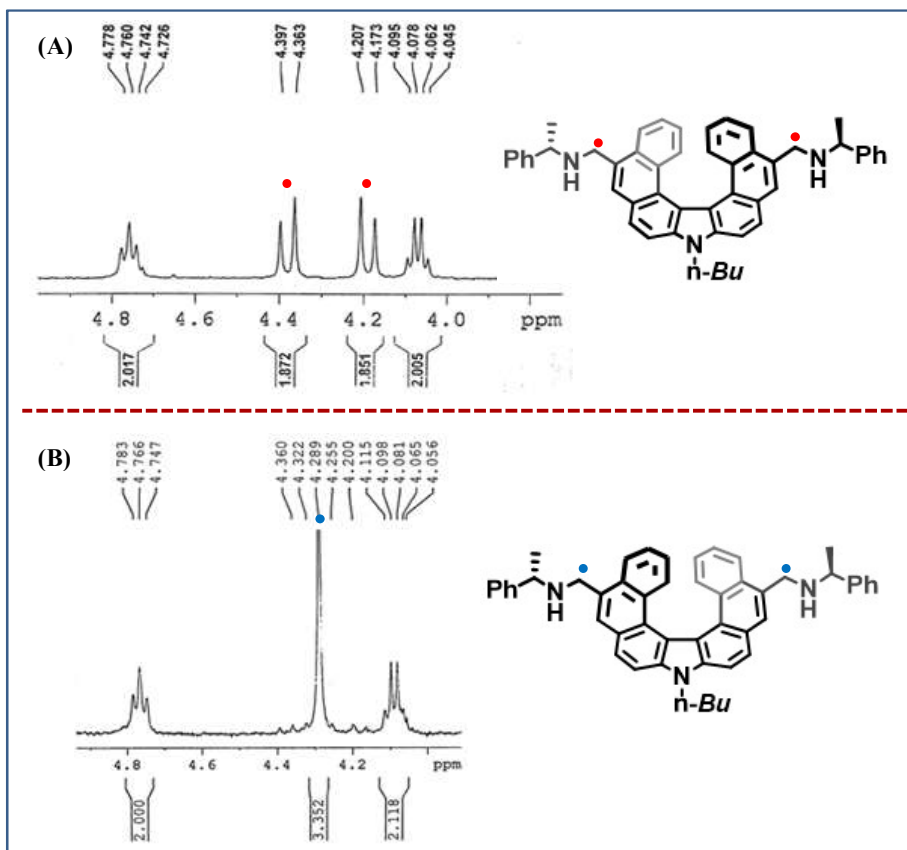 (A)
4.778
4.760
4.742
4.726
4.397
4.363
4.207
4.173
4.095
4.078
4.062
4.045
Ph
N
H
N
H
Ph
N
n-Bu
4.8
4.6
4.4
4.2
4.0
ppm
2.017
1.872
1.851
2.005
(B)
4.783
4.766
4.747
4.360
4.322
4.289
4.255
4.200
4.115
4.098
4.081
4.065
4.056
Ph
N
H
N
H
Ph
N
n-Bu
4.8
4.6
4.4
4.2
ppm
2.000
3.352
2.118